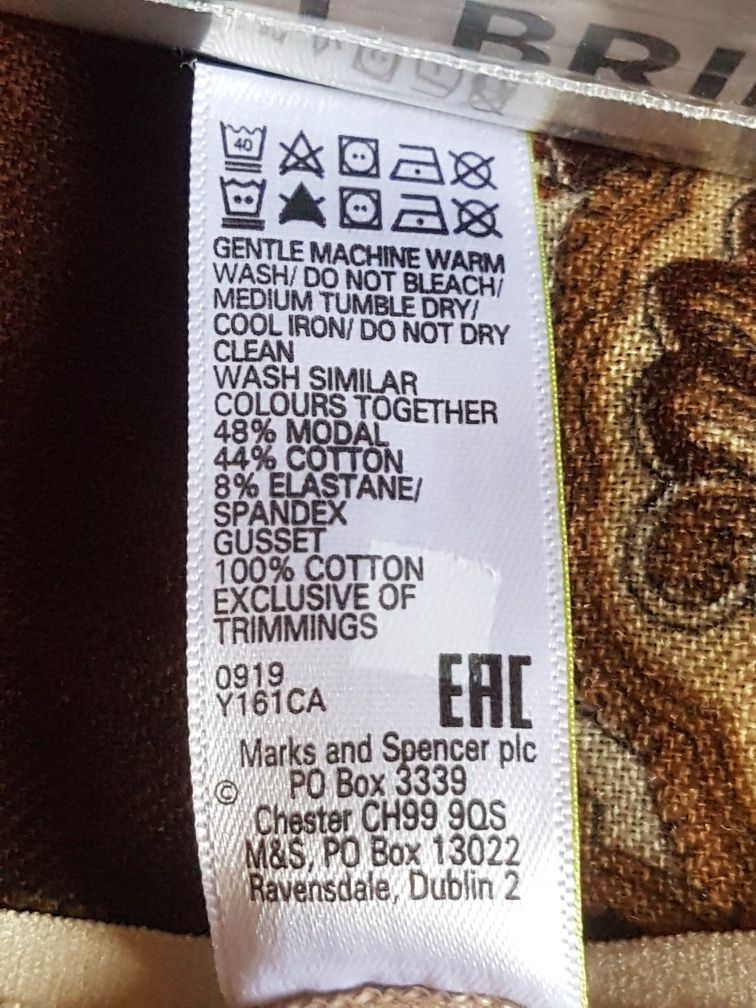 BRI
40
GENTLE MACHINE WARM
WASH/ DO NOT BLEACH/
MEDIUM TUMBLE DRY/
COOL IRON/ DO NOT DRY
CLEAN
WASH SIMILAR
COLOURS TOGETHER
48% MODAL
44% COTTON
8% ELASTANE/
SPANDEX
GUSSET
100% COTTON
EXCLUSIVE OF
TRIMMINGS
0919
Y161CA
EAC
Marks and Spencer plc
© PO Box 3339
Chester CH99 9QS
M&S, PO Box 13022
Ravensdale, Dublin 2